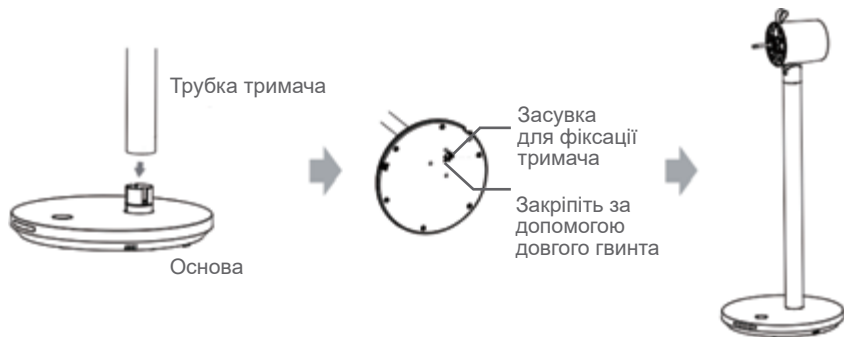 Трубка тримача
Основа
Засувка
для фіксації
тримача
Закріпіть за
допомогою
довгого гвинта